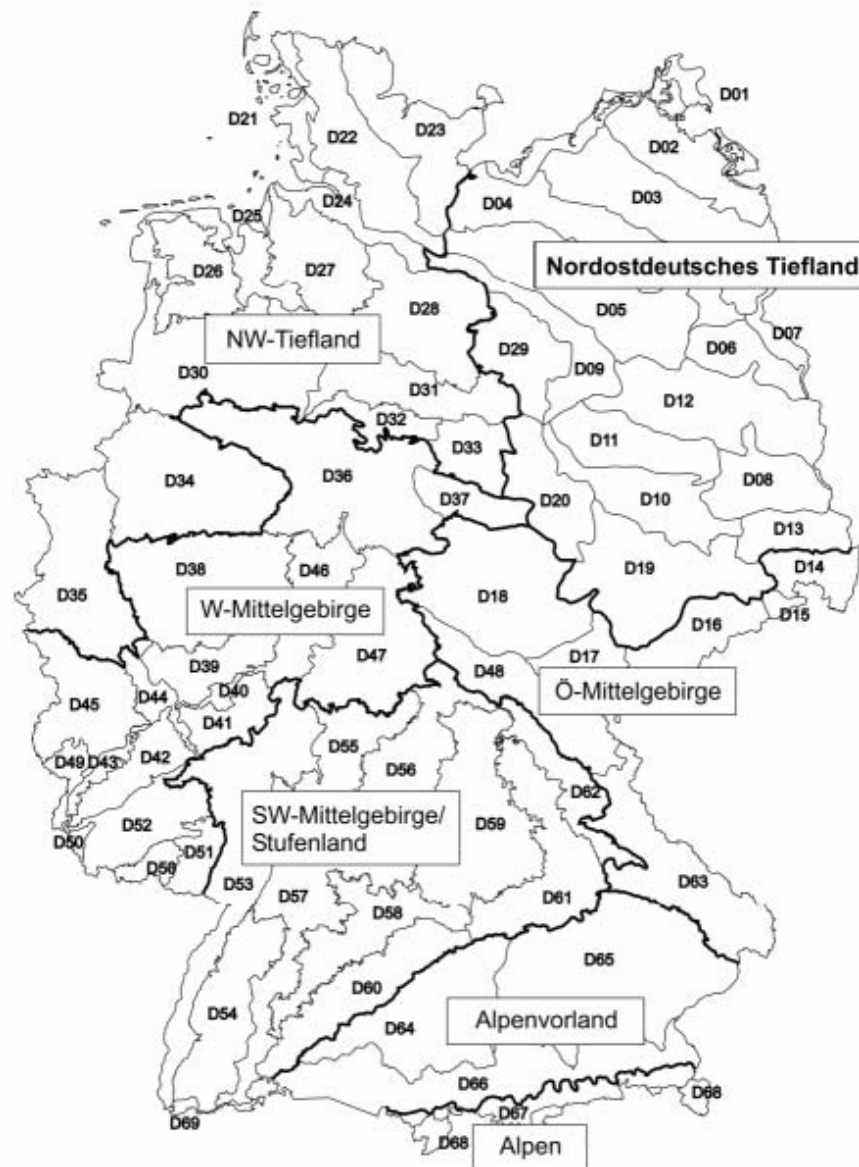 D01
D21
D23
D22
D02
D24
D04
D03
D25
D26
D27
Nordostdeutsches Tiefland
D28
D05
D07
NW-Tiefland
D29
D06
D30
D09
D31
D12
D32
D11
D33
D34
D36
D08
D37
D20
D10
D13
D38
D46
D19
D14
D35
W-Mittelgebirge
D18
D15
D16
D47
D39
D48
D17
D40
Ö-Mittelgebirge
D45
D44
D41
D55
D42
D56
D49
D43
D62
SW-Mittelgebirge/
Stufenland
D59
D52
D50
D51
D50
D53
D57
D61
D63
D58
D65
D60
D54
D64
Alpenvorland
D66
D68
D67
D69
D68
Alpen